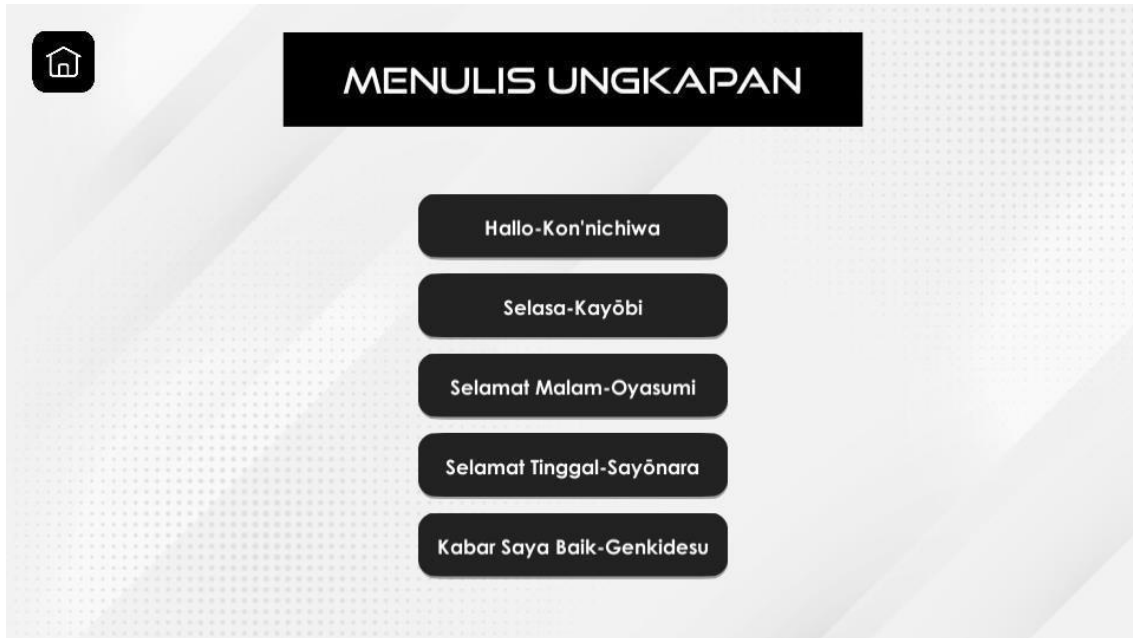 MENULIS UNGKAPAN
Hallo-Kon'nichiwa
Selasa-Kayōbi
Selamat Malam-Oyasumi
Selamat Tinggal-Sayōnara
Kabar Saya Baik-Genkidesu